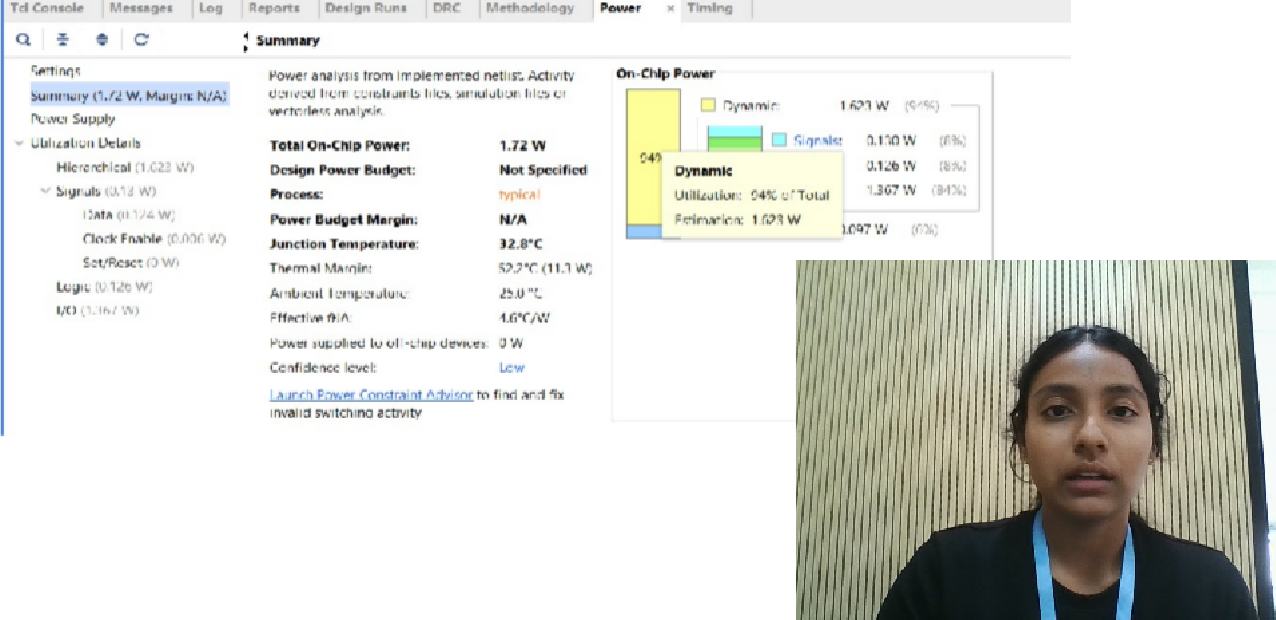 Tcl Console Messages Log Reports Design Runs DRC Methodology Power × Timing
Summary
Settings
Summary (1.72 W, Margin: N/A)
Power Supply
Utilization Details
Hierarchical (1.623 W)
Signals (0.13 W)
Data (0.124 W)
Clock Enable (0.006 W)
Set/Reset (0 W)
Logic (0.126 W)
I/O (1.367 W)
Power analysis from Implemented netlist. Activity
derived from constraints files, simulation files or
vectorless analysis.
Total On-Chip Power: 1.72 W
Design Power Budget: Not Specified
Process: typical
Power Budget Margin: N/A
Junction Temperature: 32.8°C
Thermal Margin: 52.2°C (11.3 W)
Ambient Temperature: 25.0 °C
Effective ϑJA: 4.6°C/W
Power supplied to off-chip devices: 0 W
Confidence level: Low
Launch Power Constraint Advisor to find and fix
invalid switching activity
On-Chip Power
Dynamic: 1.623 W (94%)
Signals: 0.130 W (8%)
0.126 W (8%)
1.367 W (84%)
0.097 W (6%)
94%
Dynamic
Utilization: 94% of Total
Estimation: 1.623 W